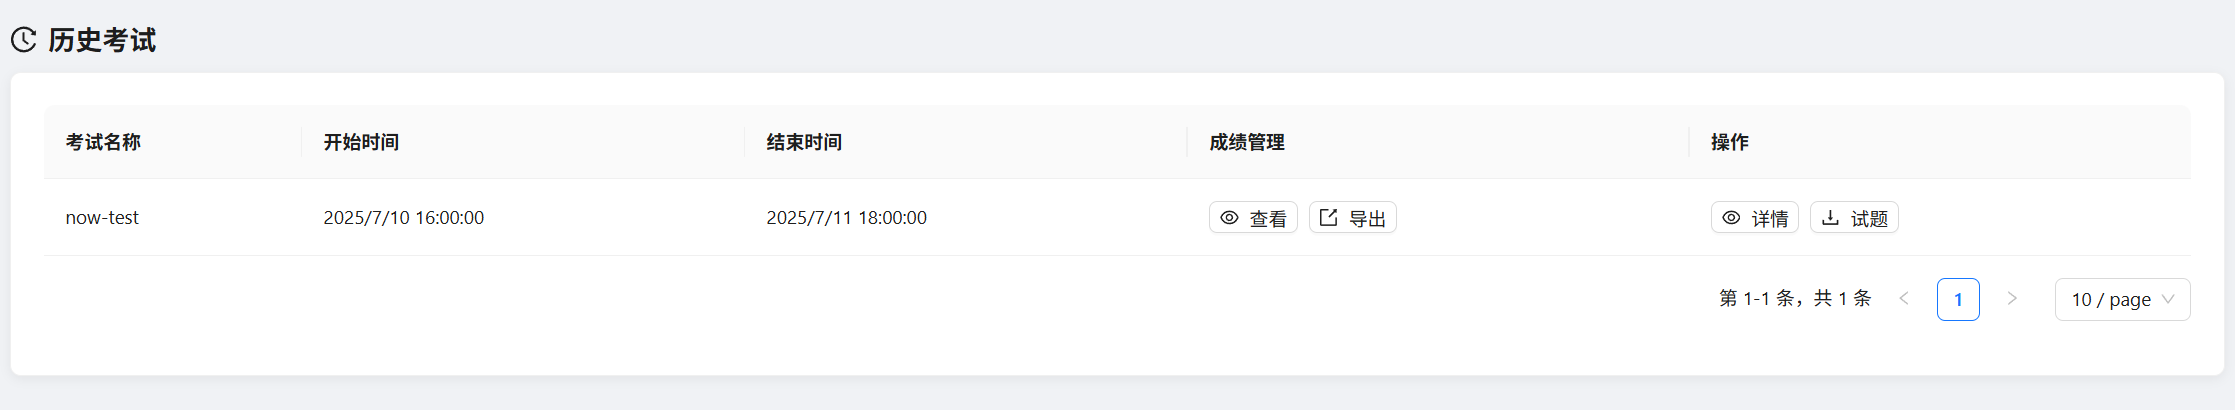 历史考试
考试名称 开始时间 结束时间 成绩管理 操作
now-test 2025/7/10 16:00:00 2025/7/11 18:00:00 查看 导出 详情 试题
第 1-1 条，共 1 条 1 10 / page